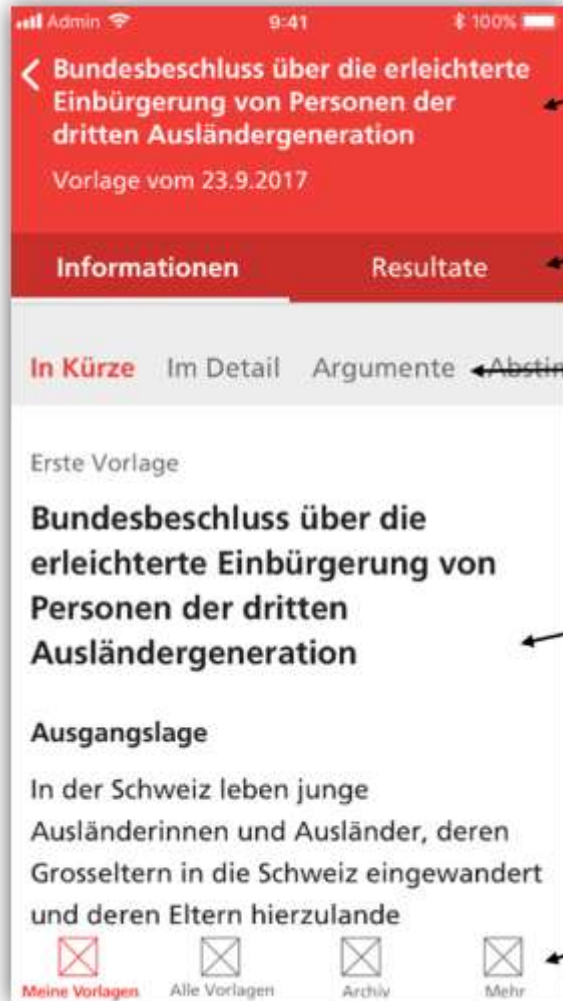 Admin 9:41 100%
Bundesbeschluss über die erleichterte
Einbürgerung von Personen der
dritten Ausländergeneration
Vorlage vom 23.9.2017
Informationen Resultate
In Kürze Im Detail Argumente
Erste Vorlage
Bundesbeschluss über die
erleichterte Einbürgerung von
Personen der dritten
Ausländergeneration
Ausgangslage
In der Schweiz leben junge
Ausländerinnen und Ausländer, deren
Grosseltern in die Schweiz eingewandert
und deren Eltern hierzulande
Meine Vorlagen Alle Vorlagen Archiv Mehr